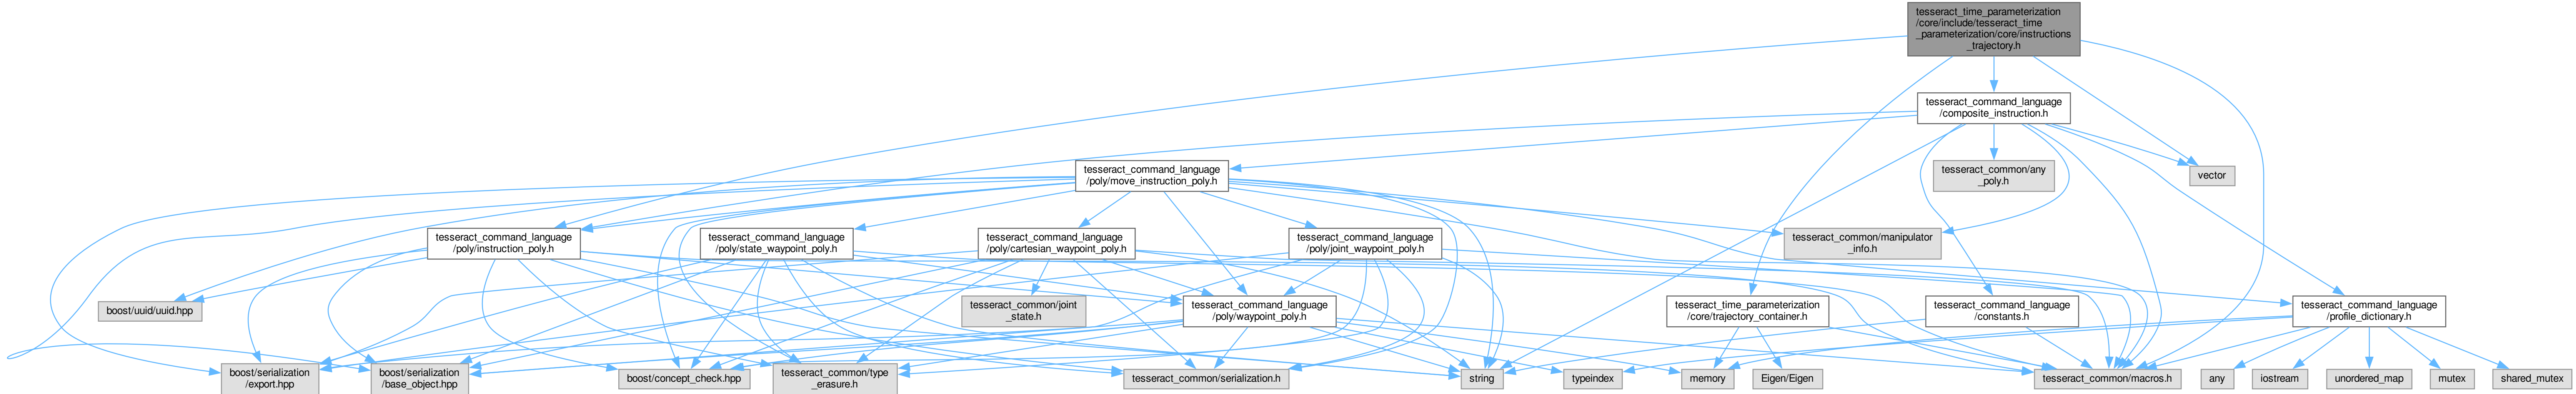 tesseract_time_parameterization
/core/include/tesseract_time
_parameterization/core/instructions
_trajectory.h
tesseract_command_language
/composite_instruction.h
tesseract_command_language
/poly/move_instruction_poly.h
tesseract_common/any
_poly.h
vector
tesseract_command_language
/poly/instruction_poly.h
tesseract_command_language
/poly/state_waypoint_poly.h
tesseract_command_language
/poly/cartesian_waypoint_poly.h
tesseract_command_language
/poly/joint_waypoint_poly.h
tesseract_common/manipulator
_info.h
boost/uuid/uuid.hpp
tesseract_common/joint
_state.h
tesseract_command_language
/poly/waypoint_poly.h
tesseract_time_parameterization
/core/trajectory_container.h
tesseract_command_language
/constants.h
tesseract_command_language
/profile_dictionary.h
boost/serialization
/export.hpp
boost/serialization
/base_object.hpp
boost/concept_check.hpp
tesseract_common/type
_erasure.h
tesseract_common/serialization.h
string
typeindex
memory
Eigen/Eigen
tesseract_common/macros.h
any
iostream
unordered_map
mutex
shared_mutex